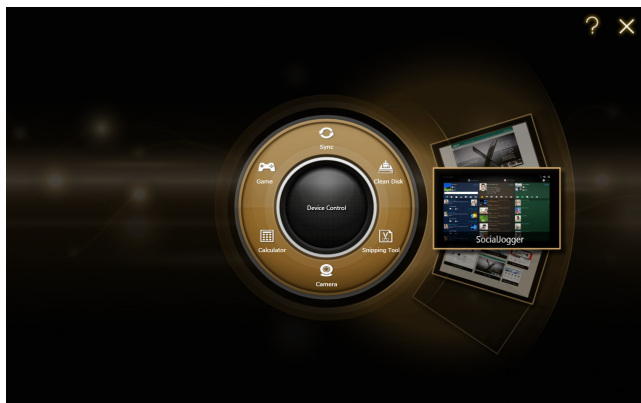 ?
Sync
Game
Clean Disk
Device Control
Calculator
Snipping Tool
Camera
SocialJogger